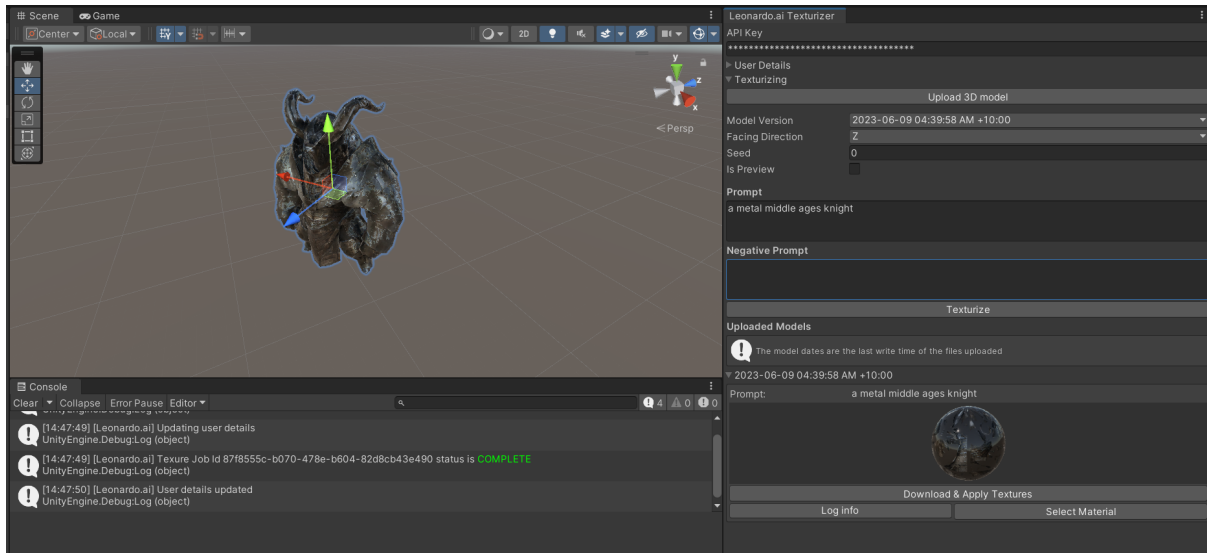 Scene Game
Center Local 2D
y
z
x
Persp
Console
Clear Collapse Error Pause Editor 4 0 0
UnityEngine.Debug:Log (object)
[14:47:49] [Leonardo.ai] Updating user details
UnityEngine.Debug:Log (object)
[14:47:49] [Leonardo.ai] Texure Job Id 87f8555c-b070-478e-b604-82d8cb43e490 status is COMPLETE
UnityEngine.Debug:Log (object)
[14:47:50] [Leonardo.ai] User details updated
UnityEngine.Debug:Log (object)
Leonardo.ai Texturizer
API Key
************************************
User Details
Texturizing
Upload 3D model
Model Version 2023-06-09 04:39:58 AM +10:00
Facing Direction Z
Seed 0
Is Preview
Prompt
a metal middle ages knight
Negative Prompt
Texturize
Uploaded Models
The model dates are the last write time of the files uploaded
2023-06-09 04:39:58 AM +10:00
Prompt: a metal middle ages knight
Download & Apply Textures
Log info Select Material